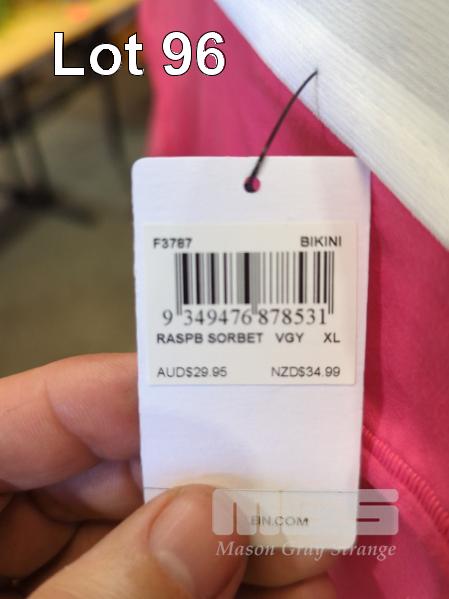 Lot 96
F3787 BIKINI
9 349476 878531
RASPB SORBET VGY XL
AUD$29.95 NZD$34.99
BN.COM
MGS
Mason Gray Strange